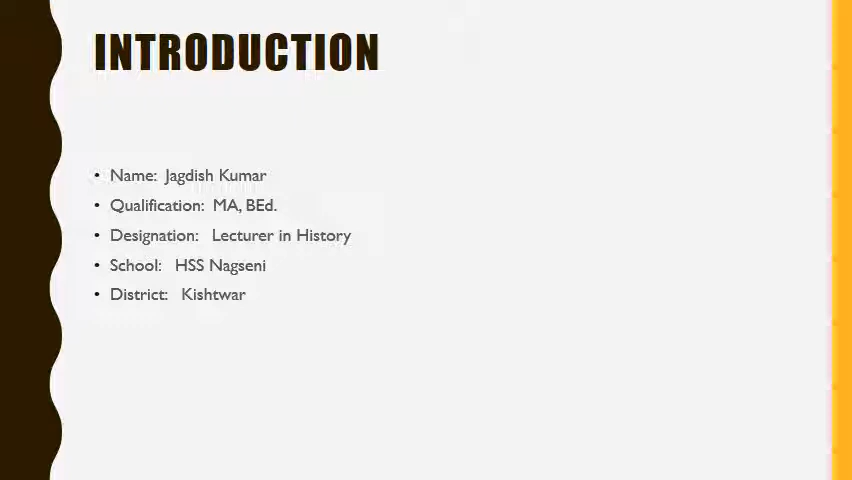 INTRODUCTION
• Name: Jagdish Kumar
• Qualification: MA, BEd.
• Designation: Lecturer in History
• School: HSS Nagseni
• District: Kishtwar